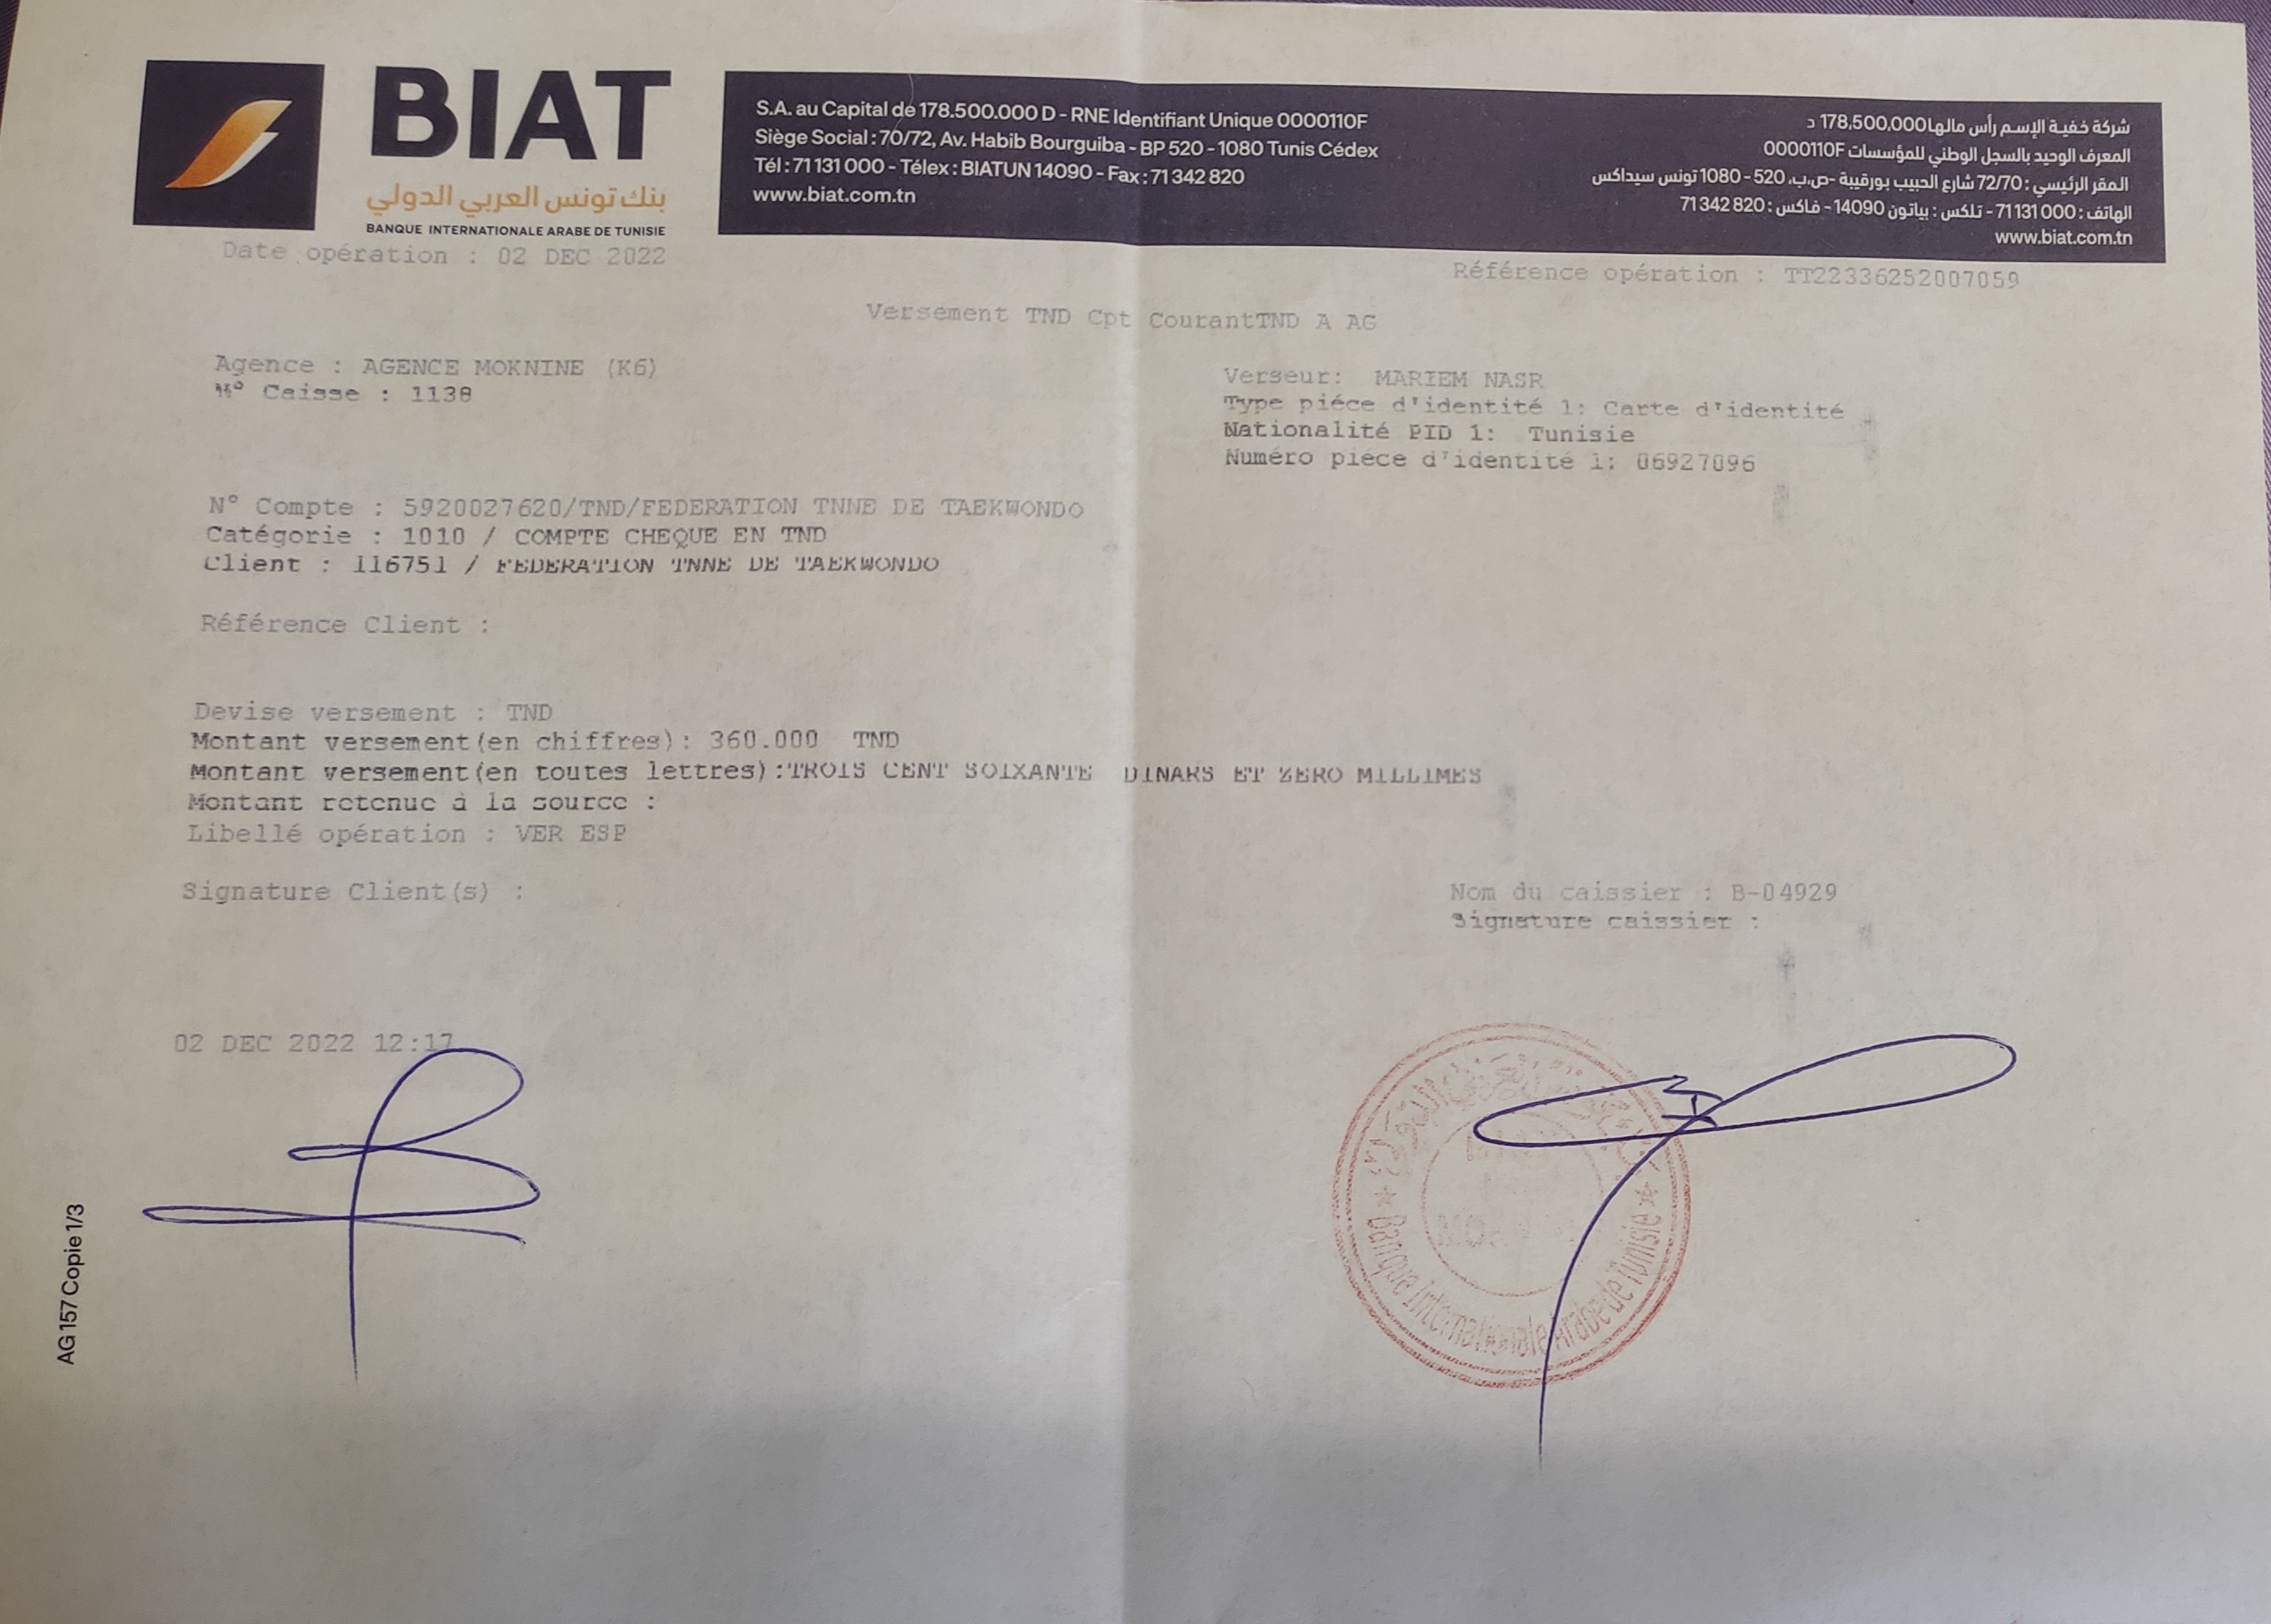 BIAT
بنك تونس العربي الدولي
BANQUE INTERNATIONALE ARABE DE TUNISIE
S.A. au Capital de 178.500.000 D - RNE Identifiant Unique 0000110F
Siège Social : 70/72, Av. Habib Bourguiba - BP 520 - 1080 Tunis Cédex
Tél : 71 131 000 - Télex : BIATUN 14090 - Fax : 71 342 820
www.biat.com.tn
شركة خفية الإسم رأس مالها 178,500,000 د
المعرف الوحيد بالسجل الوطني للمؤسسات 0000110F
المقر الرئيسي : 72/70 شارع الحبيب بورقيبة -ص.ب. 520 - 1080 تونس سيداكس
الهاتف : 71 131 000 - تلكس : بياتون 14090 - فاكس : 71 342 820
www.biat.com.tn
Date opération : 02 DEC 2022
Référence opération : TT22336252007059
Versement TND Cpt CourantTND A AG
Agence : AGENCE MOKNINE (K6)
N° Caisse : 1138
Verseur: MARIEM NASR
Type piéce d'identité 1: Carte d'identité
Nationalité PID 1: Tunisie
Numéro piéce d'identité 1: 06927096
N° Compte : 5920027620/TND/FEDERATION TNNE DE TAEKWONDO
Catégorie : 1010 / COMPTE CHEQUE EN TND
Client : 116751 / FEDERATION TNNE DE TAEKWONDO
Référence Client :
Devise versement : TND
Montant versement(en chiffres): 360.000 TND
Montant versement(en toutes lettres):TROIS CENT SOIXANTE DINARS ET ZERO MILLIMES
Montant retenue à la source :
Libellé opération : VER ESP
Signature Client(s) :
Nom du caissier : B-04929
Signature caissier :
02 DEC 2022 12:17
Banque Internationale Arabe de Tunisie
AG 157 Copie 1/3